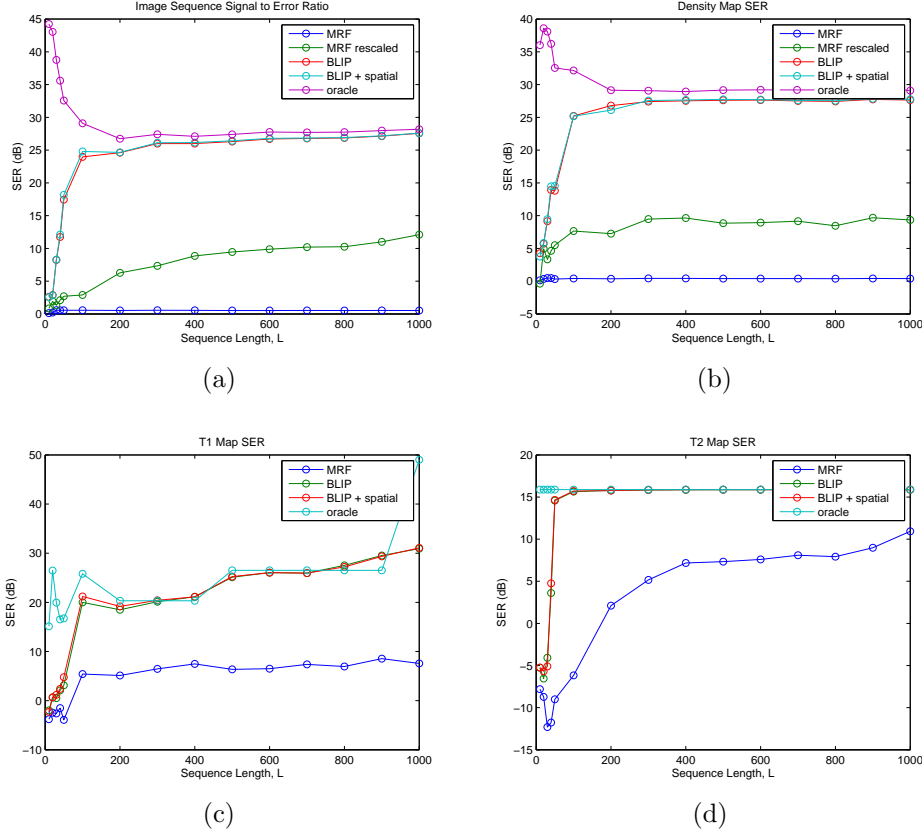 Image Sequence Signal to Error Ratio
45
40
35
30
25
20
15
10
5
0
SER (dB)
0 200 400 600 800 1000
Sequence Length, L
MRF
MRF rescaled
BLIP
BLIP + spatial
oracle
(a)
Density Map SER
40
35
30
25
20
15
10
5
0
−5
SER (dB)
0 200 400 600 800 1000
Sequence Length, L
MRF
MRF rescaled
BLIP
BLIP + spatial
oracle
(b)
T1 Map SER
50
40
30
20
10
0
−10
SER (dB)
0 200 400 600 800 1000
Sequence Length, L
MRF
BLIP
BLIP + spatial
oracle
(c)
T2 Map SER
20
15
10
5
0
−5
−10
−15
SER (dB)
0 200 400 600 800 1000
Sequence Length, L
MRF
BLIP
BLIP + spatial
oracle
(d)